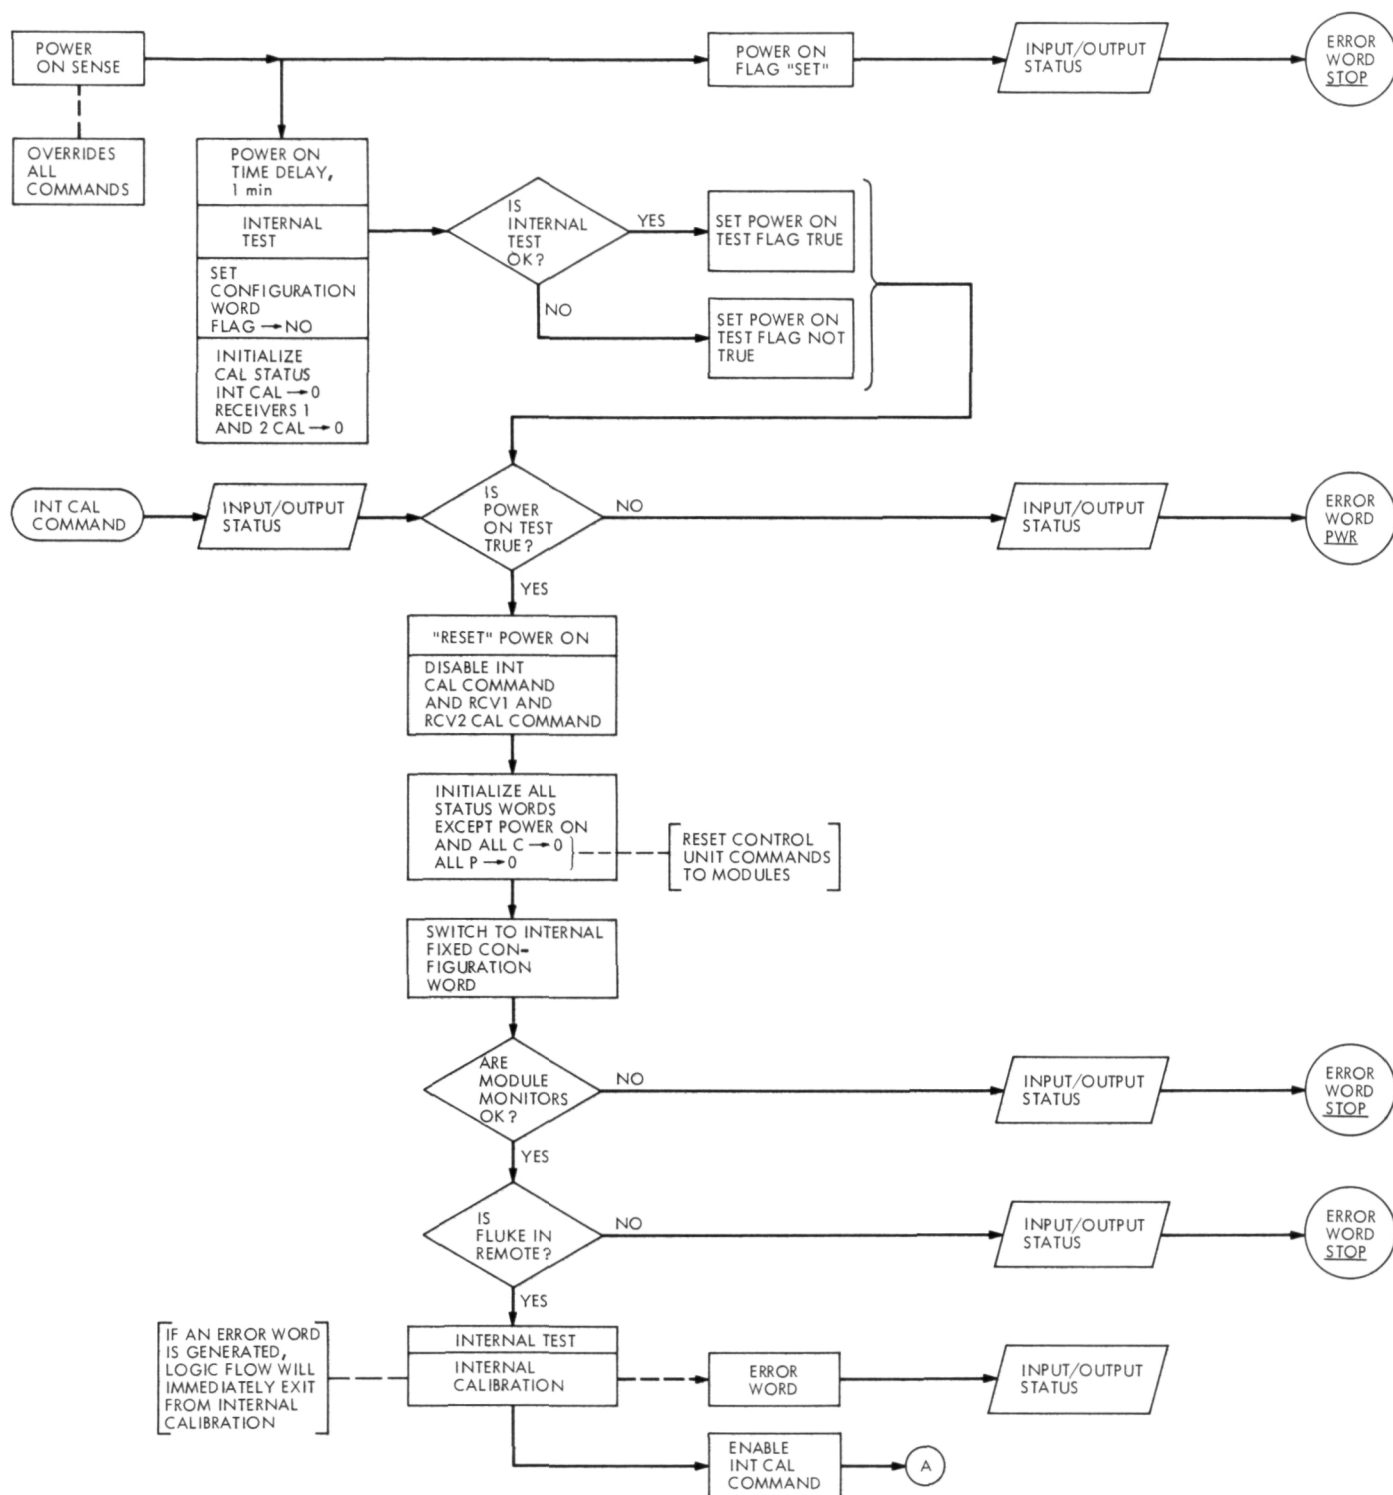 POWER
ON SENSE
POWER ON
FLAG "SET"
INPUT/OUTPUT
STATUS
ERROR
WORD
STOP
OVERRIDES
ALL
COMMANDS
POWER ON
TIME DELAY,
1 min
INTERNAL
TEST
SET
CONFIGURATION
WORD
FLAG → NO
INITIALIZE
CAL STATUS
INT CAL → 0
RECEIVERS 1
AND 2 CAL → 0
IS
INTERNAL
TEST
OK?
YES
SET POWER ON
TEST FLAG TRUE
NO
SET POWER ON
TEST FLAG NOT
TRUE
INT CAL
COMMAND
INPUT/OUTPUT
STATUS
IS
POWER
ON TEST
TRUE?
NO
INPUT/OUTPUT
STATUS
ERROR
WORD
PWR
YES
"RESET" POWER ON
DISABLE INT
CAL COMMAND
AND RCV1 AND
RCV2 CAL COMMAND
INITIALIZE ALL
STATUS WORDS
EXCEPT POWER ON
AND ALL C → 0
ALL P → 0
RESET CONTROL
UNIT COMMANDS
TO MODULES
SWITCH TO INTERNAL
FIXED CON-
FIGURATION
WORD
ARE
MODULE
MONITORS
OK?
NO
INPUT/OUTPUT
STATUS
ERROR
WORD
STOP
YES
IS
FLUKE IN
REMOTE?
NO
INPUT/OUTPUT
STATUS
ERROR
WORD
STOP
YES
IF AN ERROR WORD
IS GENERATED,
LOGIC FLOW WILL
IMMEDIATELY EXIT
FROM INTERNAL
CALIBRATION
INTERNAL TEST
INTERNAL
CALIBRATION
ERROR
WORD
INPUT/OUTPUT
STATUS
ENABLE
INT CAL
COMMAND
A